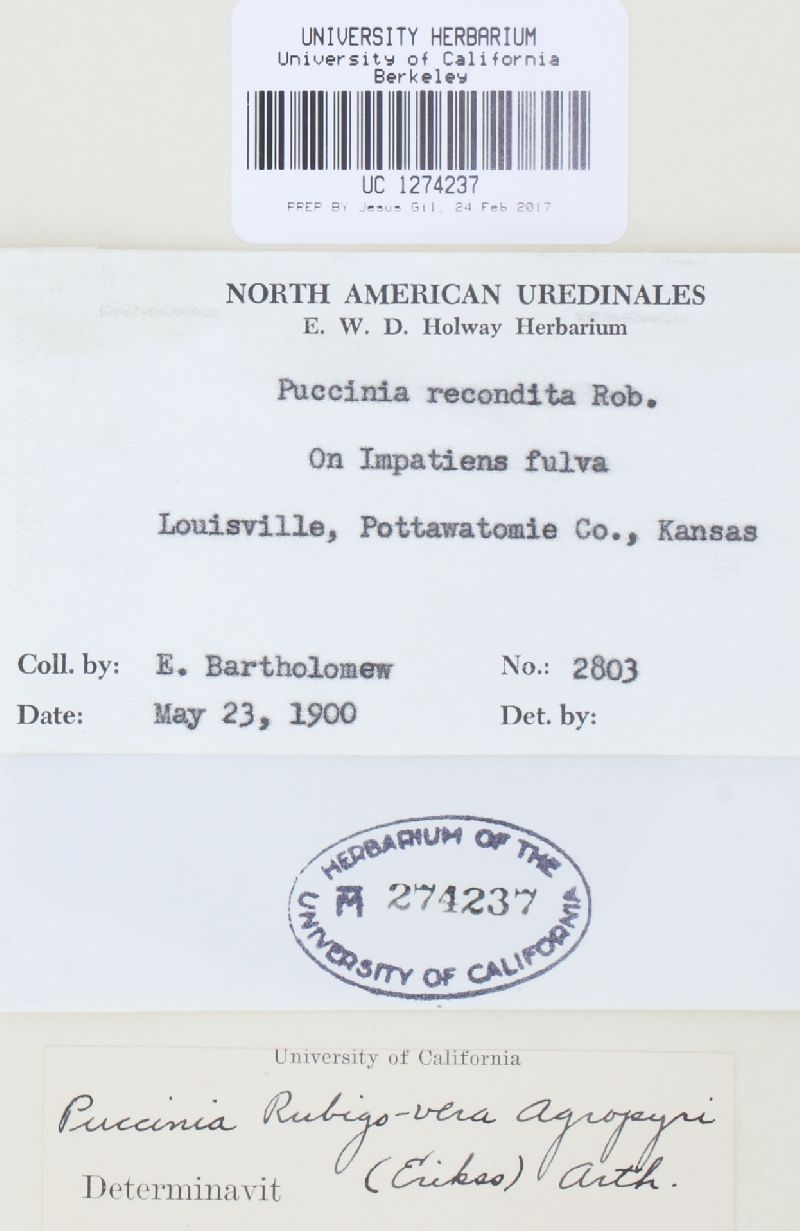 UNIVERSITY HERBARIUM
University of California
Berkeley
UC 1274237
PREP BY Jesus Gil, 24 Feb 2017
NORTH AMERICAN UREDINALES
E. W. D. Holway Herbarium
Puccinia recondita Rob.
On Impatiens fulva
Louisville, Pottawatomie Co., Kansas
Coll. by: E. Bartholomew No.: 2803
Date: May 23, 1900 Det. by:
HERBARIUM OF THE
M 274237
UNIVERSITY OF CALIFORNIA
University of California
Puccinia Rubigo-vera Agropyri
(Erikss) Arth.
Determinavit